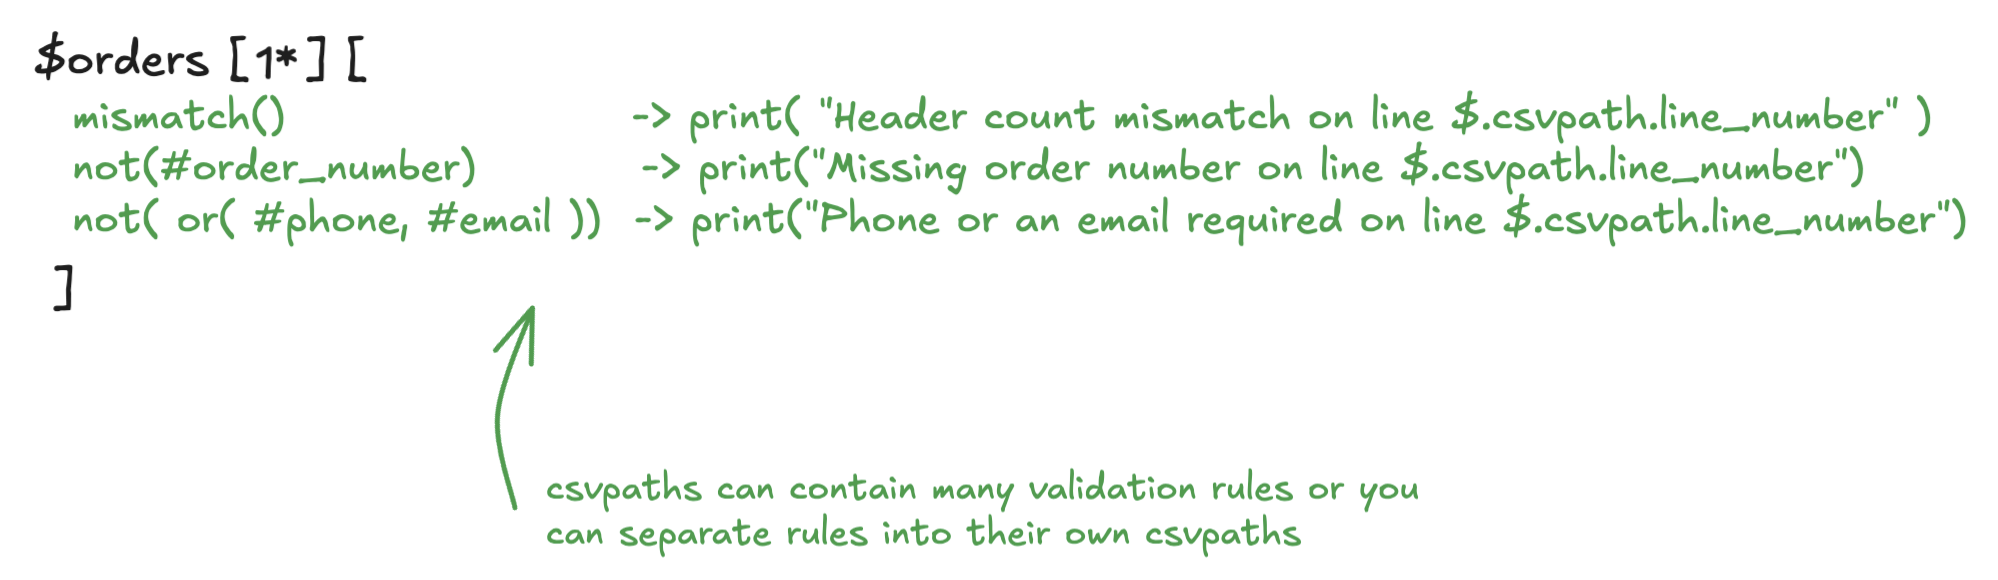 $orders [1*][
mismatch() -> print( "Header count mismatch on line $.csvpath.line_number" )
not(#order_number) -> print("Missing order number on line $.csvpath.line_number")
not( or( #phone, #email )) -> print("Phone or an email required on line $.csvpath.line_number")
]
csvpaths can contain many validation rules or you
can separate rules into their own csvpaths